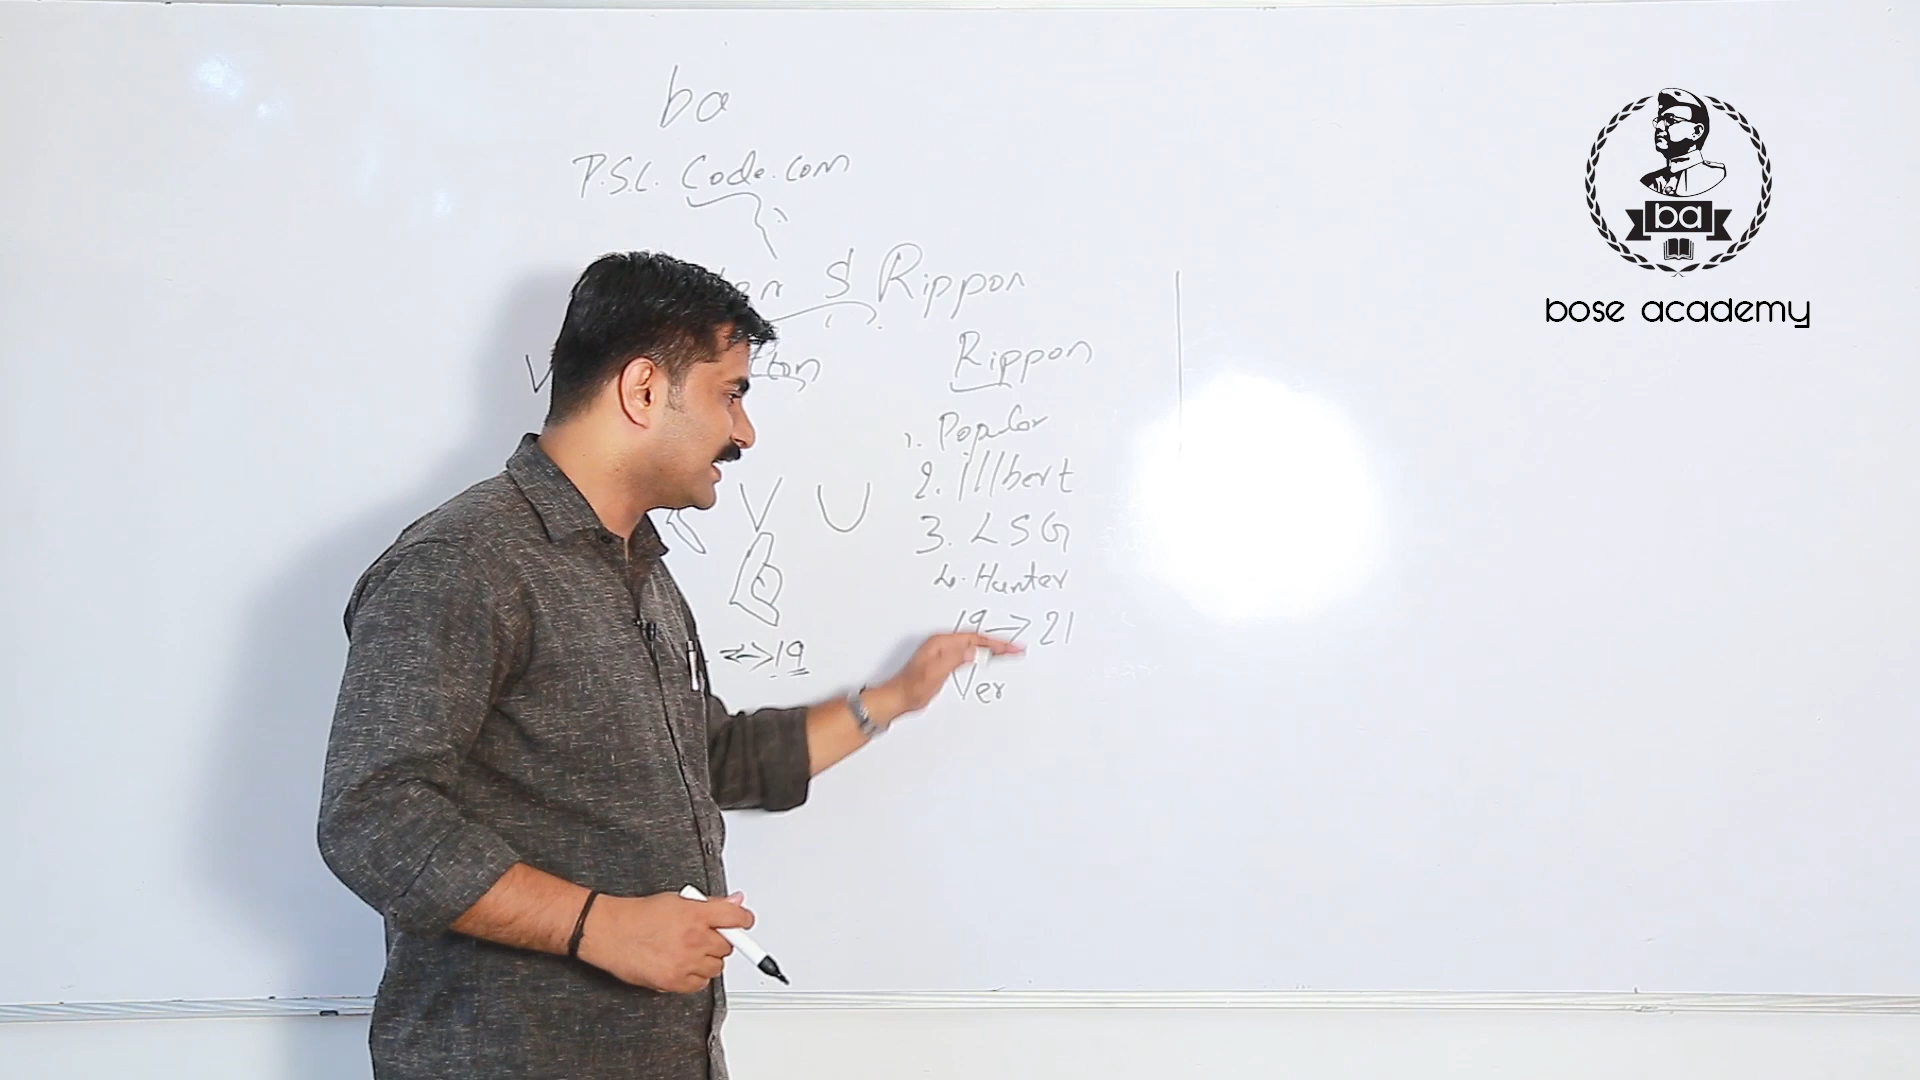 ba
P.S.C. Code.com
& Rippon
Rippon
1. Popular
2. illbert
3. LSG
4. Hunter
19 → 21
Ver
V U
19
ba
bose academy